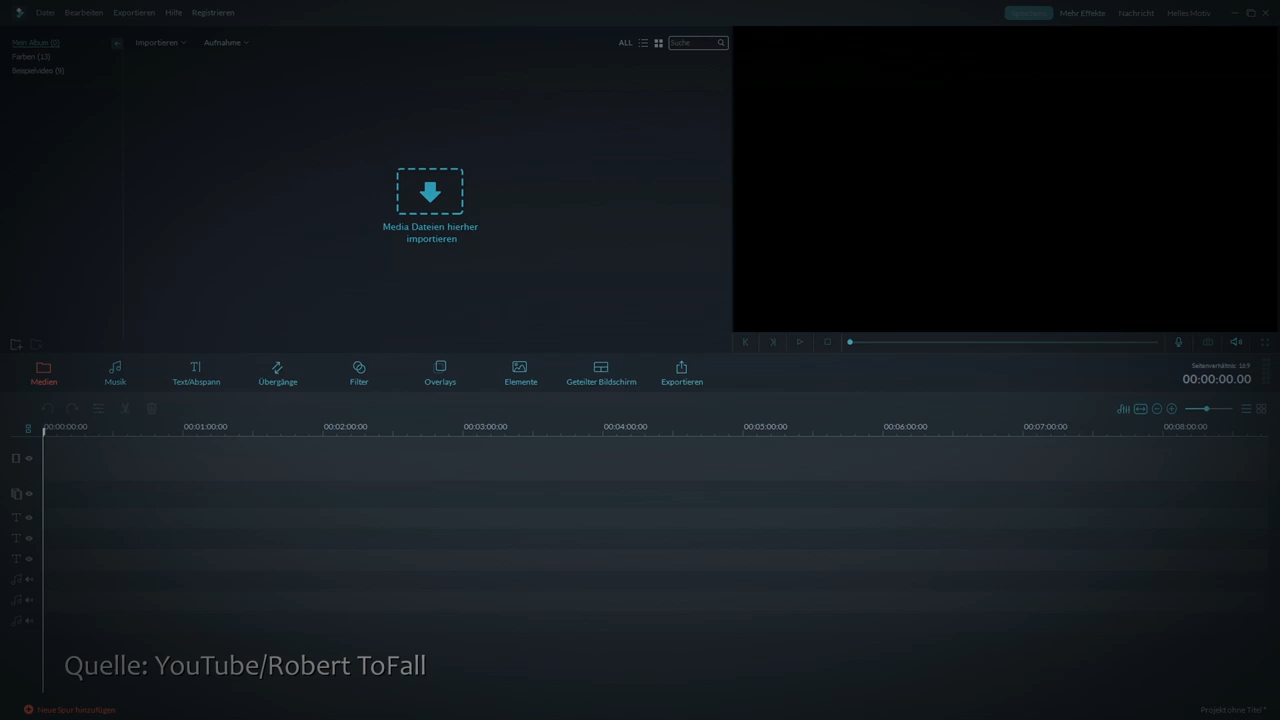 Datei Bearbeiten Exportieren Hilfe Registrieren
Speichern Mehr Effekte Nachricht Helles Motiv
Mein Album (0)
Farben (13)
Beispielvideo (9)
Importieren Aufnahme
ALL Suche
Media Dateien hierher
importieren
Medien Musik Text/Abspann Übergänge Filter Overlays Elemente Geteilter Bildschirm Exportieren
Seitenverhältnis: 16:9
00:00:00.00
00:00:00:00 00:01:00:00 00:02:00:00 00:03:00:00 00:04:00:00 00:05:00:00 00:06:00:00 00:07:00:00 00:08:00:00
Quelle: YouTube/Robert ToFall
Neue Spur hinzufügen
Projekt ohne Titel*